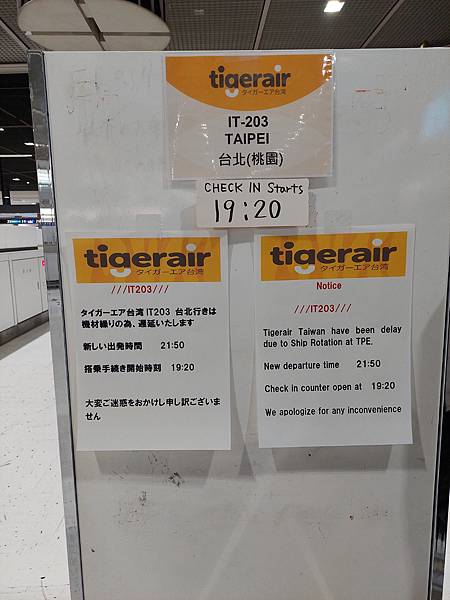 tigerair
タイガーエア台湾
IT-203
TAIPEI
台北(桃園)
CHECK IN Starts
19:20
tigerair
タイガーエア台湾
///IT203///
タイガーエア台湾 IT203 台北行きは
機材繰りの為、遅延いたします
新しい出発時間 21:50
搭乗手続き開始時刻 19:20
大変ご迷惑をおかけし申し訳ございま
せん
tigerair
タイガーエア台湾
Notice
///IT203///
Tigerair Taiwan have been delay
due to Ship Rotation at TPE.
New departure time 21:50
Check in counter open at 19:20
We apologize for any inconvenience